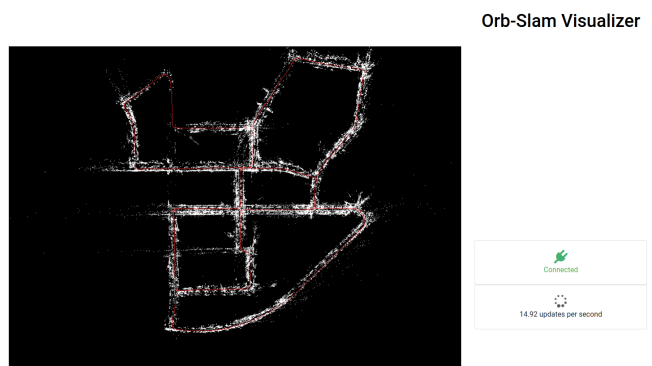 Orb-Slam Visualizer
Connected
14.92 updates per second